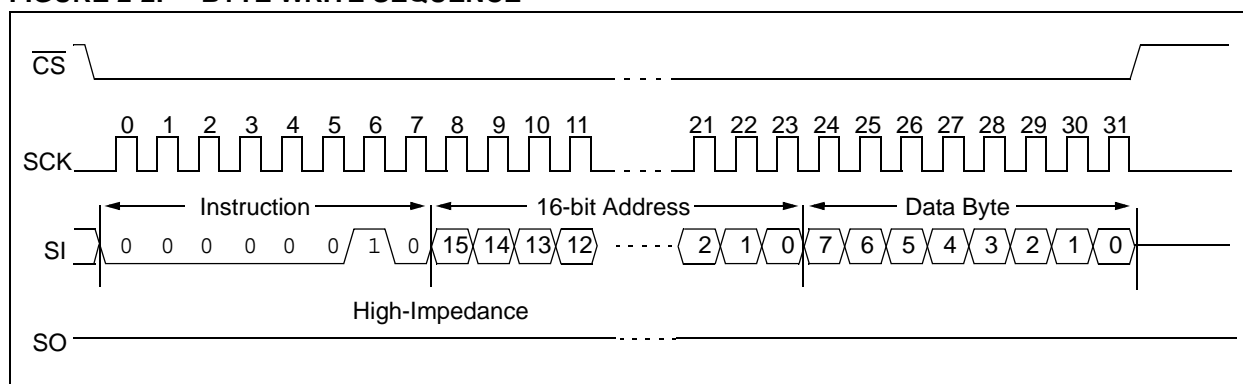 FIGURE 2-2: BYTE WRITE SEQUENCE
CS
0 1 2 3 4 5 6 7 8 9 10 11 21 22 23 24 25 26 27 28 29 30 31
SCK
Instruction 16-bit Address Data Byte
SI 0 0 0 0 0 0 1 0 15 14 13 12 2 1 0 7 6 5 4 3 2 1 0
High-Impedance
SO